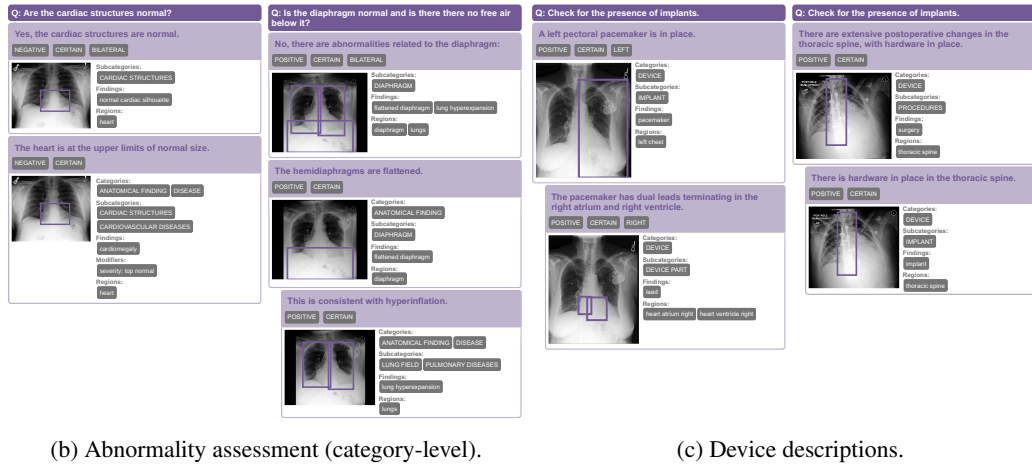 Q: Are the cardiac structures normal?
Yes, the cardiac structures are normal.
NEGATIVE CERTAIN BILATERAL
Subcategories:
CARDIAC STRUCTURES
Findings:
normal cardiac silhouette
Regions:
heart
The heart is at the upper limits of normal size.
NEGATIVE CERTAIN
Categories:
ANATOMICAL FINDING DISEASE
Subcategories:
CARDIAC STRUCTURES
CARDIOVASCULAR DISEASES
Findings:
cardiomegaly
Modifiers:
severity: top normal
Regions:
heart
Q: Is the diaphragm normal and is there there no free air
below it?
No, there are abnormalities related to the diaphragm:
POSITIVE CERTAIN BILATERAL
Subcategories:
DIAPHRAGM
Findings:
flattened diaphragm lung hyperexpansion
Regions:
diaphragm lungs
The hemidiaphragms are flattened.
POSITIVE CERTAIN
Categories:
ANATOMICAL FINDING
Subcategories:
DIAPHRAGM
Findings:
flattened diaphragm
Regions:
diaphragm
This is consistent with hyperinflation.
POSITIVE CERTAIN
Categories:
ANATOMICAL FINDING DISEASE
Subcategories:
LUNG FIELD PULMONARY DISEASES
Findings:
lung hyperexpansion
Regions:
lungs
(b) Abnormality assessment (category-level).
Q: Check for the presence of implants.
A left pectoral pacemaker is in place.
POSITIVE CERTAIN LEFT
Categories:
DEVICE
Subcategories:
IMPLANT
Findings:
pacemaker
Regions:
left chest
The pacemaker has dual leads terminating in the
right atrium and right ventricle.
POSITIVE CERTAIN RIGHT
Categories:
DEVICE
Subcategories:
DEVICE PART
Findings:
lead
Regions:
heart atrium right heart ventricle right
Q: Check for the presence of implants.
There are extensive postoperative changes in the
thoracic spine, with hardware in place.
POSITIVE CERTAIN
Categories:
DEVICE
Subcategories:
PROCEDURES
Findings:
surgery
Regions:
thoracic spine
There is hardware in place in the thoracic spine.
POSITIVE CERTAIN
Categories:
DEVICE
Subcategories:
IMPLANT
Findings:
implant
Regions:
thoracic spine
(c) Device descriptions.